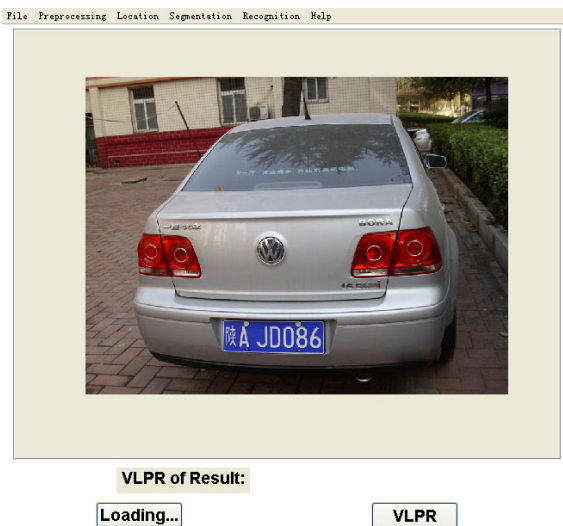 File Preprocessing Location Segmentation Recognition Help
BORA
陕A JD086
VLPR of Result:
Loading... VLPR